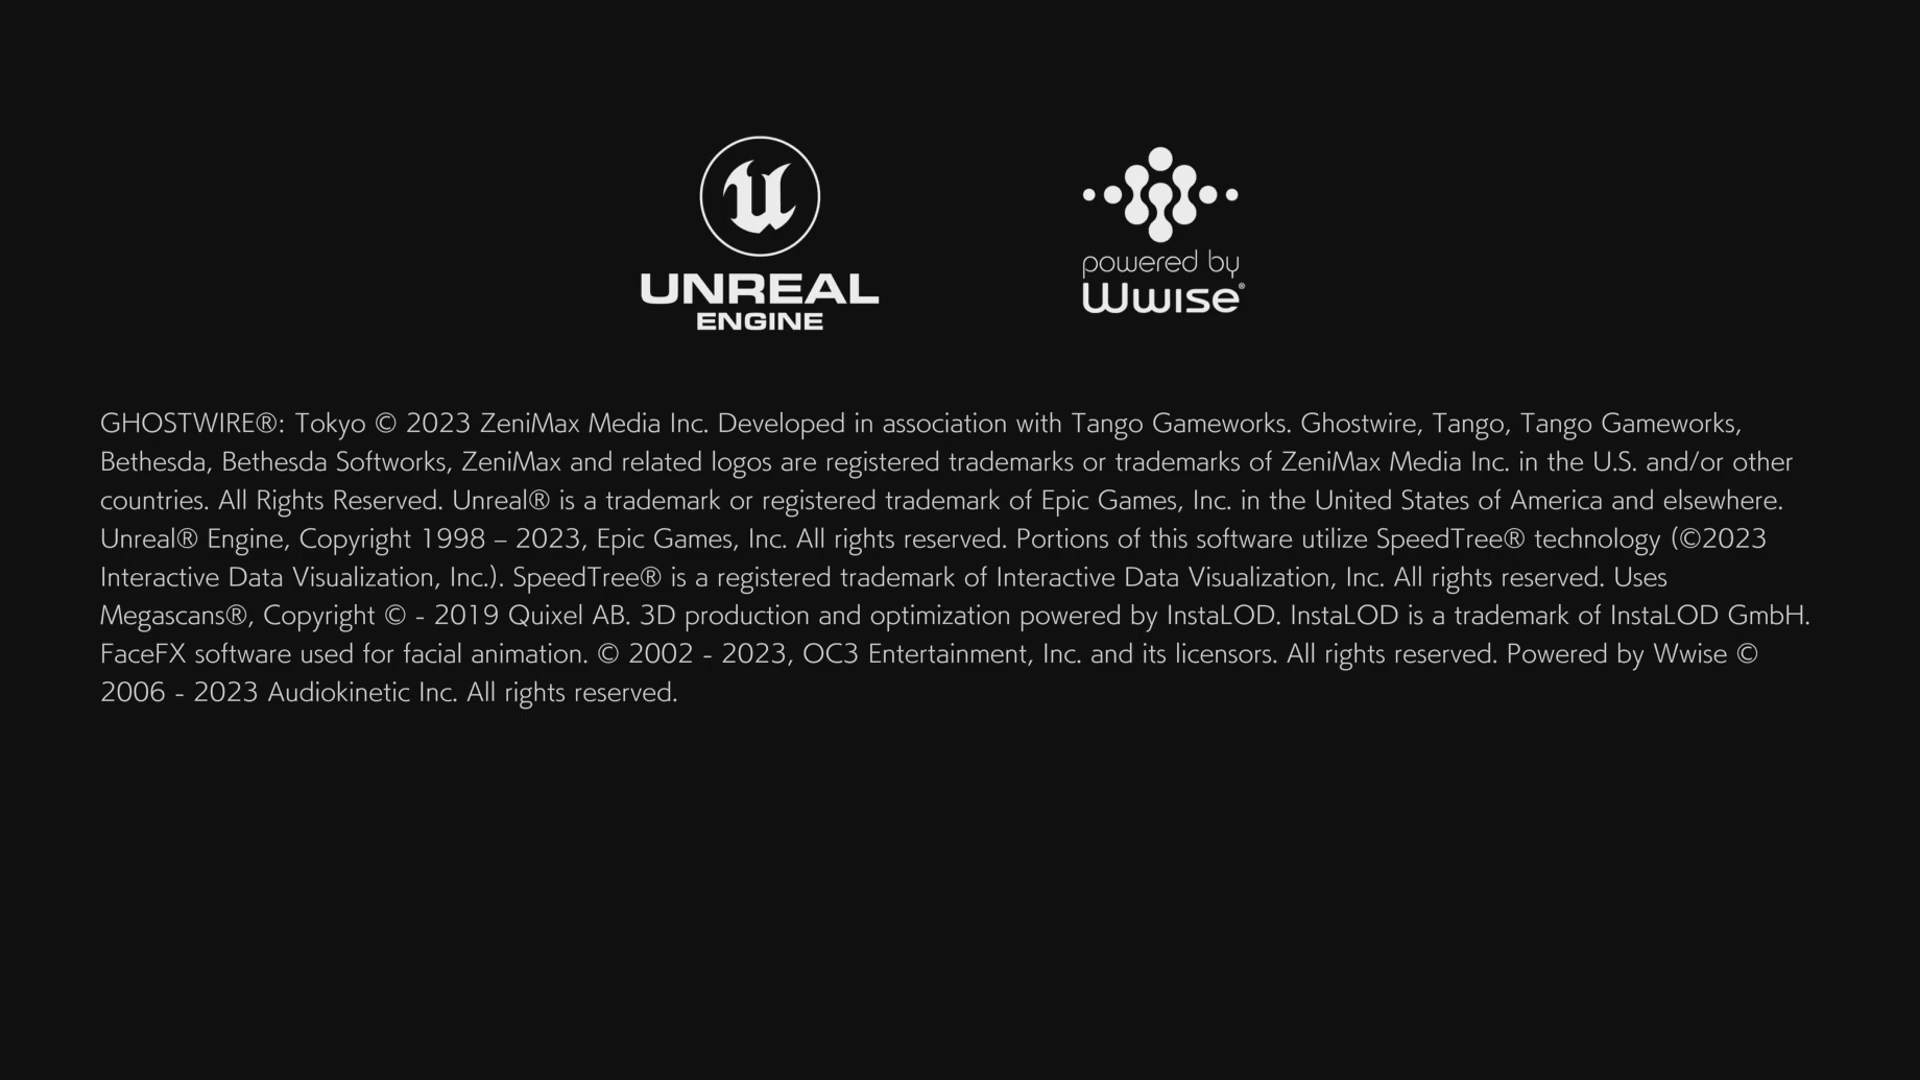 UNREAL
ENGINE
powered by
Wwise®
GHOSTWIRE®: Tokyo © 2023 ZeniMax Media Inc. Developed in association with Tango Gameworks. Ghostwire, Tango, Tango Gameworks,
Bethesda, Bethesda Softworks, ZeniMax and related logos are registered trademarks or trademarks of ZeniMax Media Inc. in the U.S. and/or other
countries. All Rights Reserved. Unreal® is a trademark or registered trademark of Epic Games, Inc. in the United States of America and elsewhere.
Unreal® Engine, Copyright 1998 – 2023, Epic Games, Inc. All rights reserved. Portions of this software utilize SpeedTree® technology (©2023
Interactive Data Visualization, Inc.). SpeedTree® is a registered trademark of Interactive Data Visualization, Inc. All rights reserved. Uses
Megascans®, Copyright © - 2019 Quixel AB. 3D production and optimization powered by InstaLOD. InstaLOD is a trademark of InstaLOD GmbH.
FaceFX software used for facial animation. © 2002 - 2023, OC3 Entertainment, Inc. and its licensors. All rights reserved. Powered by Wwise ©
2006 - 2023 Audiokinetic Inc. All rights reserved.